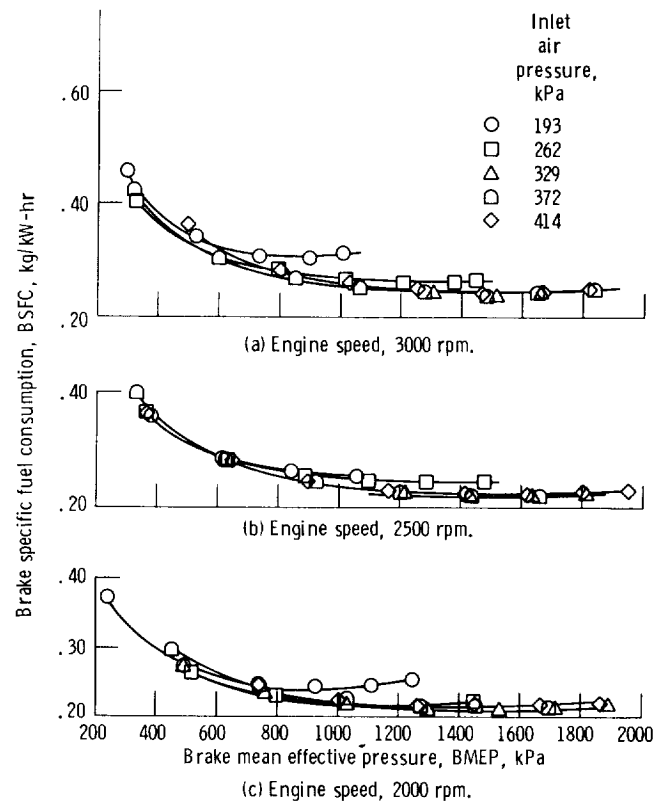 Inlet
air
pressure,
kPa
193
262
329
372
414
Brake specific fuel consumption, BSFC, kg/kW-hr
.60
.40
.20
(a) Engine speed, 3000 rpm.
.40
.20
(b) Engine speed, 2500 rpm.
.40
.30
.20
200 400 600 800 1000 1200 1400 1600 1800 2000
Brake mean effective pressure, BMEP, kPa
(c) Engine speed, 2000 rpm.